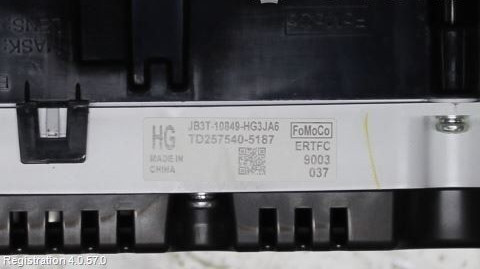 HG
JB3T-10849-HG3JA6
TD257540-5187
MADE IN
CHINA
FoMoCo
ERTFC
9003
037
Registration 4.0.57.0